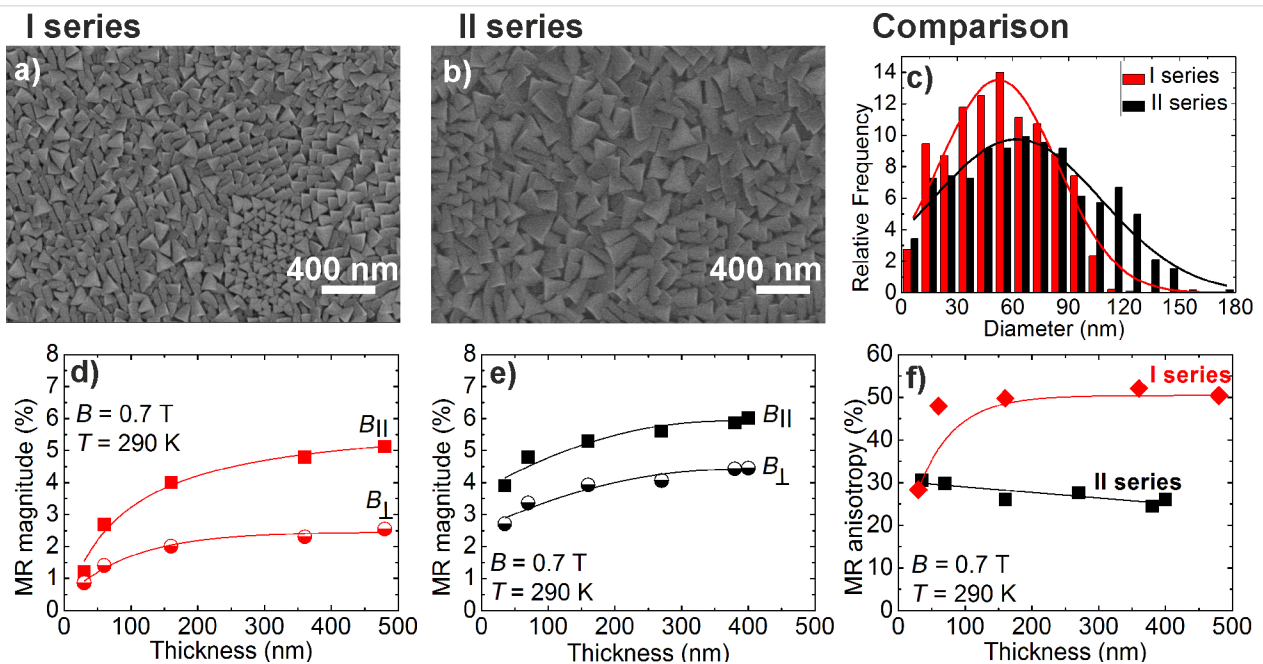 I series
II series
Comparison
a)
400 nm
b)
400 nm
c)
I series
II series
Relative Frequency
14
12
10
8
6
4
2
0
0 30 60 90 120 150 180
Diameter (nm)
d)
B = 0.7 T
T = 290 K
B||
B⊥
MR magnitude (%)
8
7
6
5
4
3
2
1
0
0 100 200 300 400 500
Thickness (nm)
e)
B||
B⊥
B = 0.7 T
T = 290 K
MR magnitude (%)
8
7
6
5
4
3
2
1
0
0 100 200 300 400 500
Thickness (nm)
f)
I series
II series
B = 0.7 T
T = 290 K
MR anisotropy (%)
60
50
40
30
20
10
0
0 100 200 300 400 500
Thickness (nm)